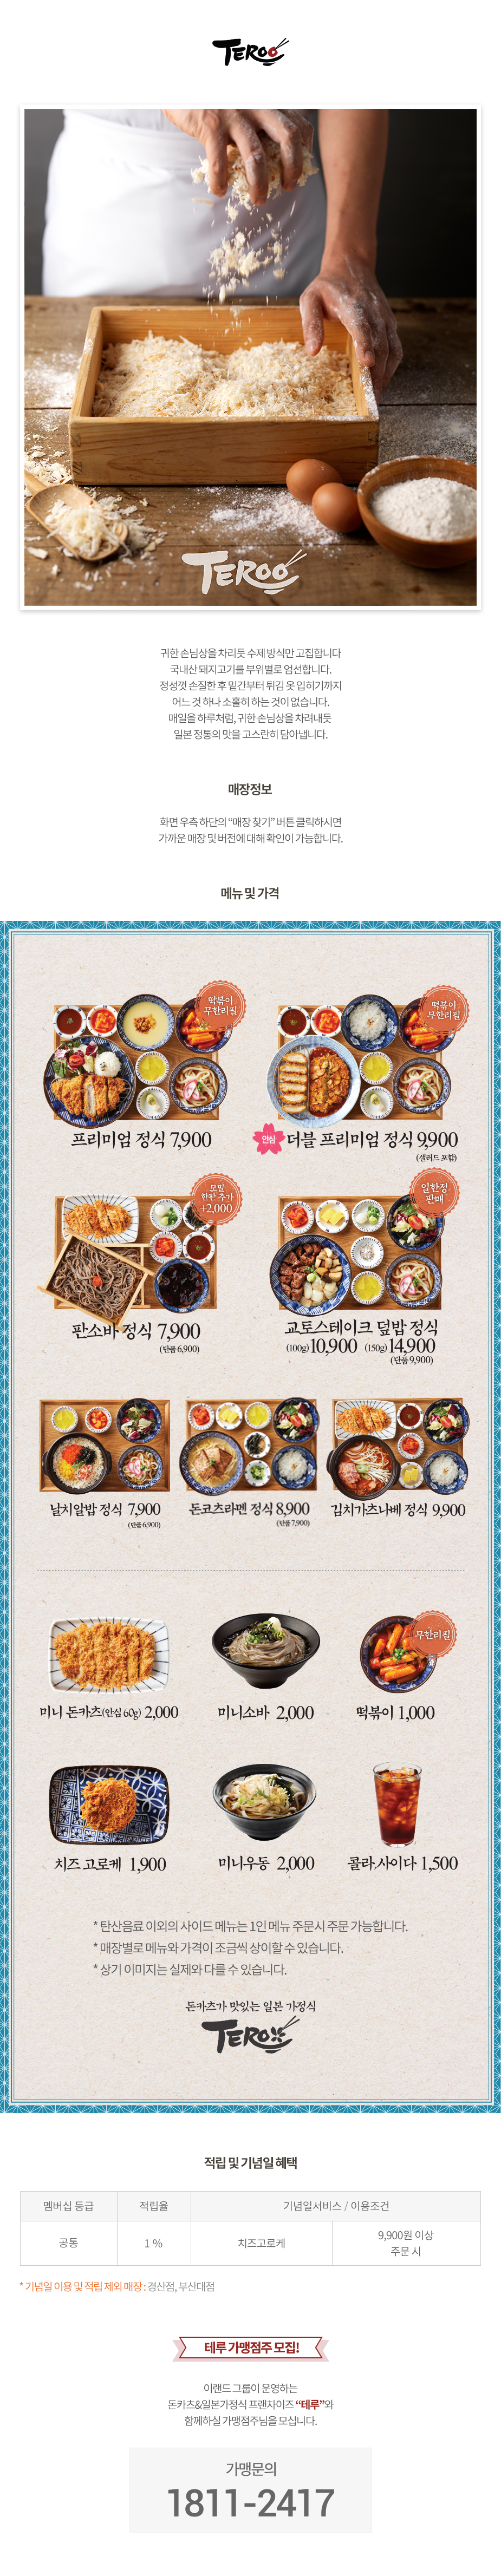 TEROO
TEROO
귀한 손님상을 차리듯 수제 방식만 고집합니다
국내산 돼지고기를 부위별로 엄선합니다.
정성껏 손질한 후 밑간부터 튀김 옷 입히기까지
어느 것 하나 소홀히 하는 것이 없습니다.
매일을 하루처럼, 귀한 손님상을 차려내듯
일본 정통의 맛을 고스란히 담아냅니다.
매장정보
화면 우측 하단의 “매장 찾기” 버튼 클릭하시면
가까운 매장 및 버전에 대해 확인이 가능합니다.
메뉴 및 가격
떡볶이
무한리필
떡볶이
무한리필
프리미엄 정식 7,900
안심
더블 프리미엄 정식 9,900
(샐러드 포함)
모밀
한판 추가
+2,000
일한정
판매
판소바 정식 7,900
(단품 6,900)
교토스테이크 덮밥 정식
(100g) 10,900 (150g) 14,900
(단품 9,900)
날치알밥 정식 7,900
(단품 6,900)
돈코츠라멘 정식 8,900
(단품 7,900)
김치가츠나베 정식 9,900
무한리필
미니 돈카츠(안심 60g) 2,000
미니소바 2,000
떡볶이 1,000
치즈 고로케 1,900
미니우동 2,000
콜라.사이다 1,500
* 탄산음료 이외의 사이드 메뉴는 1인 메뉴 주문시 주문 가능합니다.
* 매장별로 메뉴와 가격이 조금씩 상이할 수 있습니다.
* 상기 이미지는 실제와 다를 수 있습니다.
돈카츠가 맛있는 일본 가정식
TEROO
적립 및 기념일 혜택
멤버십 등급 적립율 기념일서비스 / 이용조건
공통 1 % 치즈고로케 9,900원 이상
주문 시
* 기념일 이용 및 적립 제외 매장 : 경산점, 부산대점
테루 가맹점주 모집!
이랜드 그룹이 운영하는
돈카츠&일본가정식 프랜차이즈 “테루”와
함께하실 가맹점주님을 모십니다.
가맹문의
1811-2417